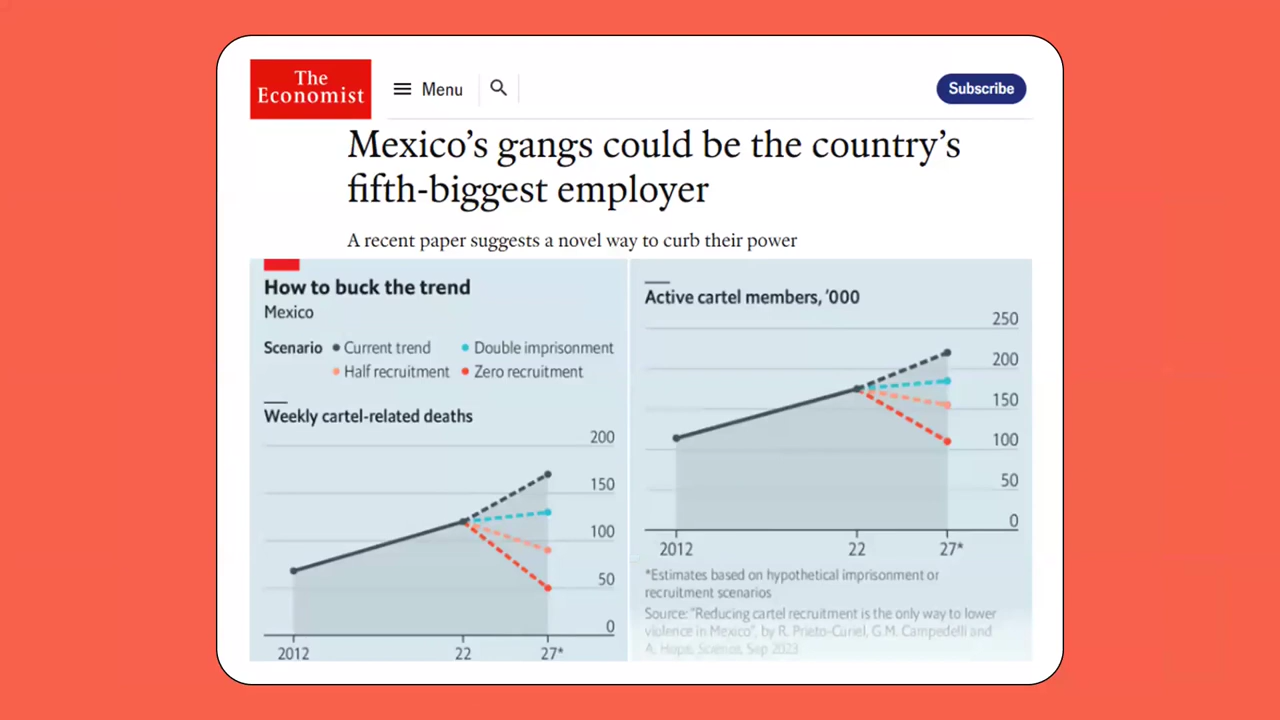 The
Economist
Menu
Subscribe
Mexico’s gangs could be the country’s
fifth-biggest employer
A recent paper suggests a novel way to curb their power
How to buck the trend
Mexico
Scenario Current trend Double imprisonment
Half recruitment Zero recruitment
Weekly cartel-related deaths
200
150
100
50
0
2012 22 27*
Active cartel members, ’000
250
200
150
100
50
0
2012 22 27*
*Estimates based on hypothetical imprisonment or
recruitment scenarios
Source: “Reducing cartel recruitment is the only way to lower
violence in Mexico”, by R. Prieto-Curiel, G.M. Campedelli and
A. Hope, Science, Sep 2023